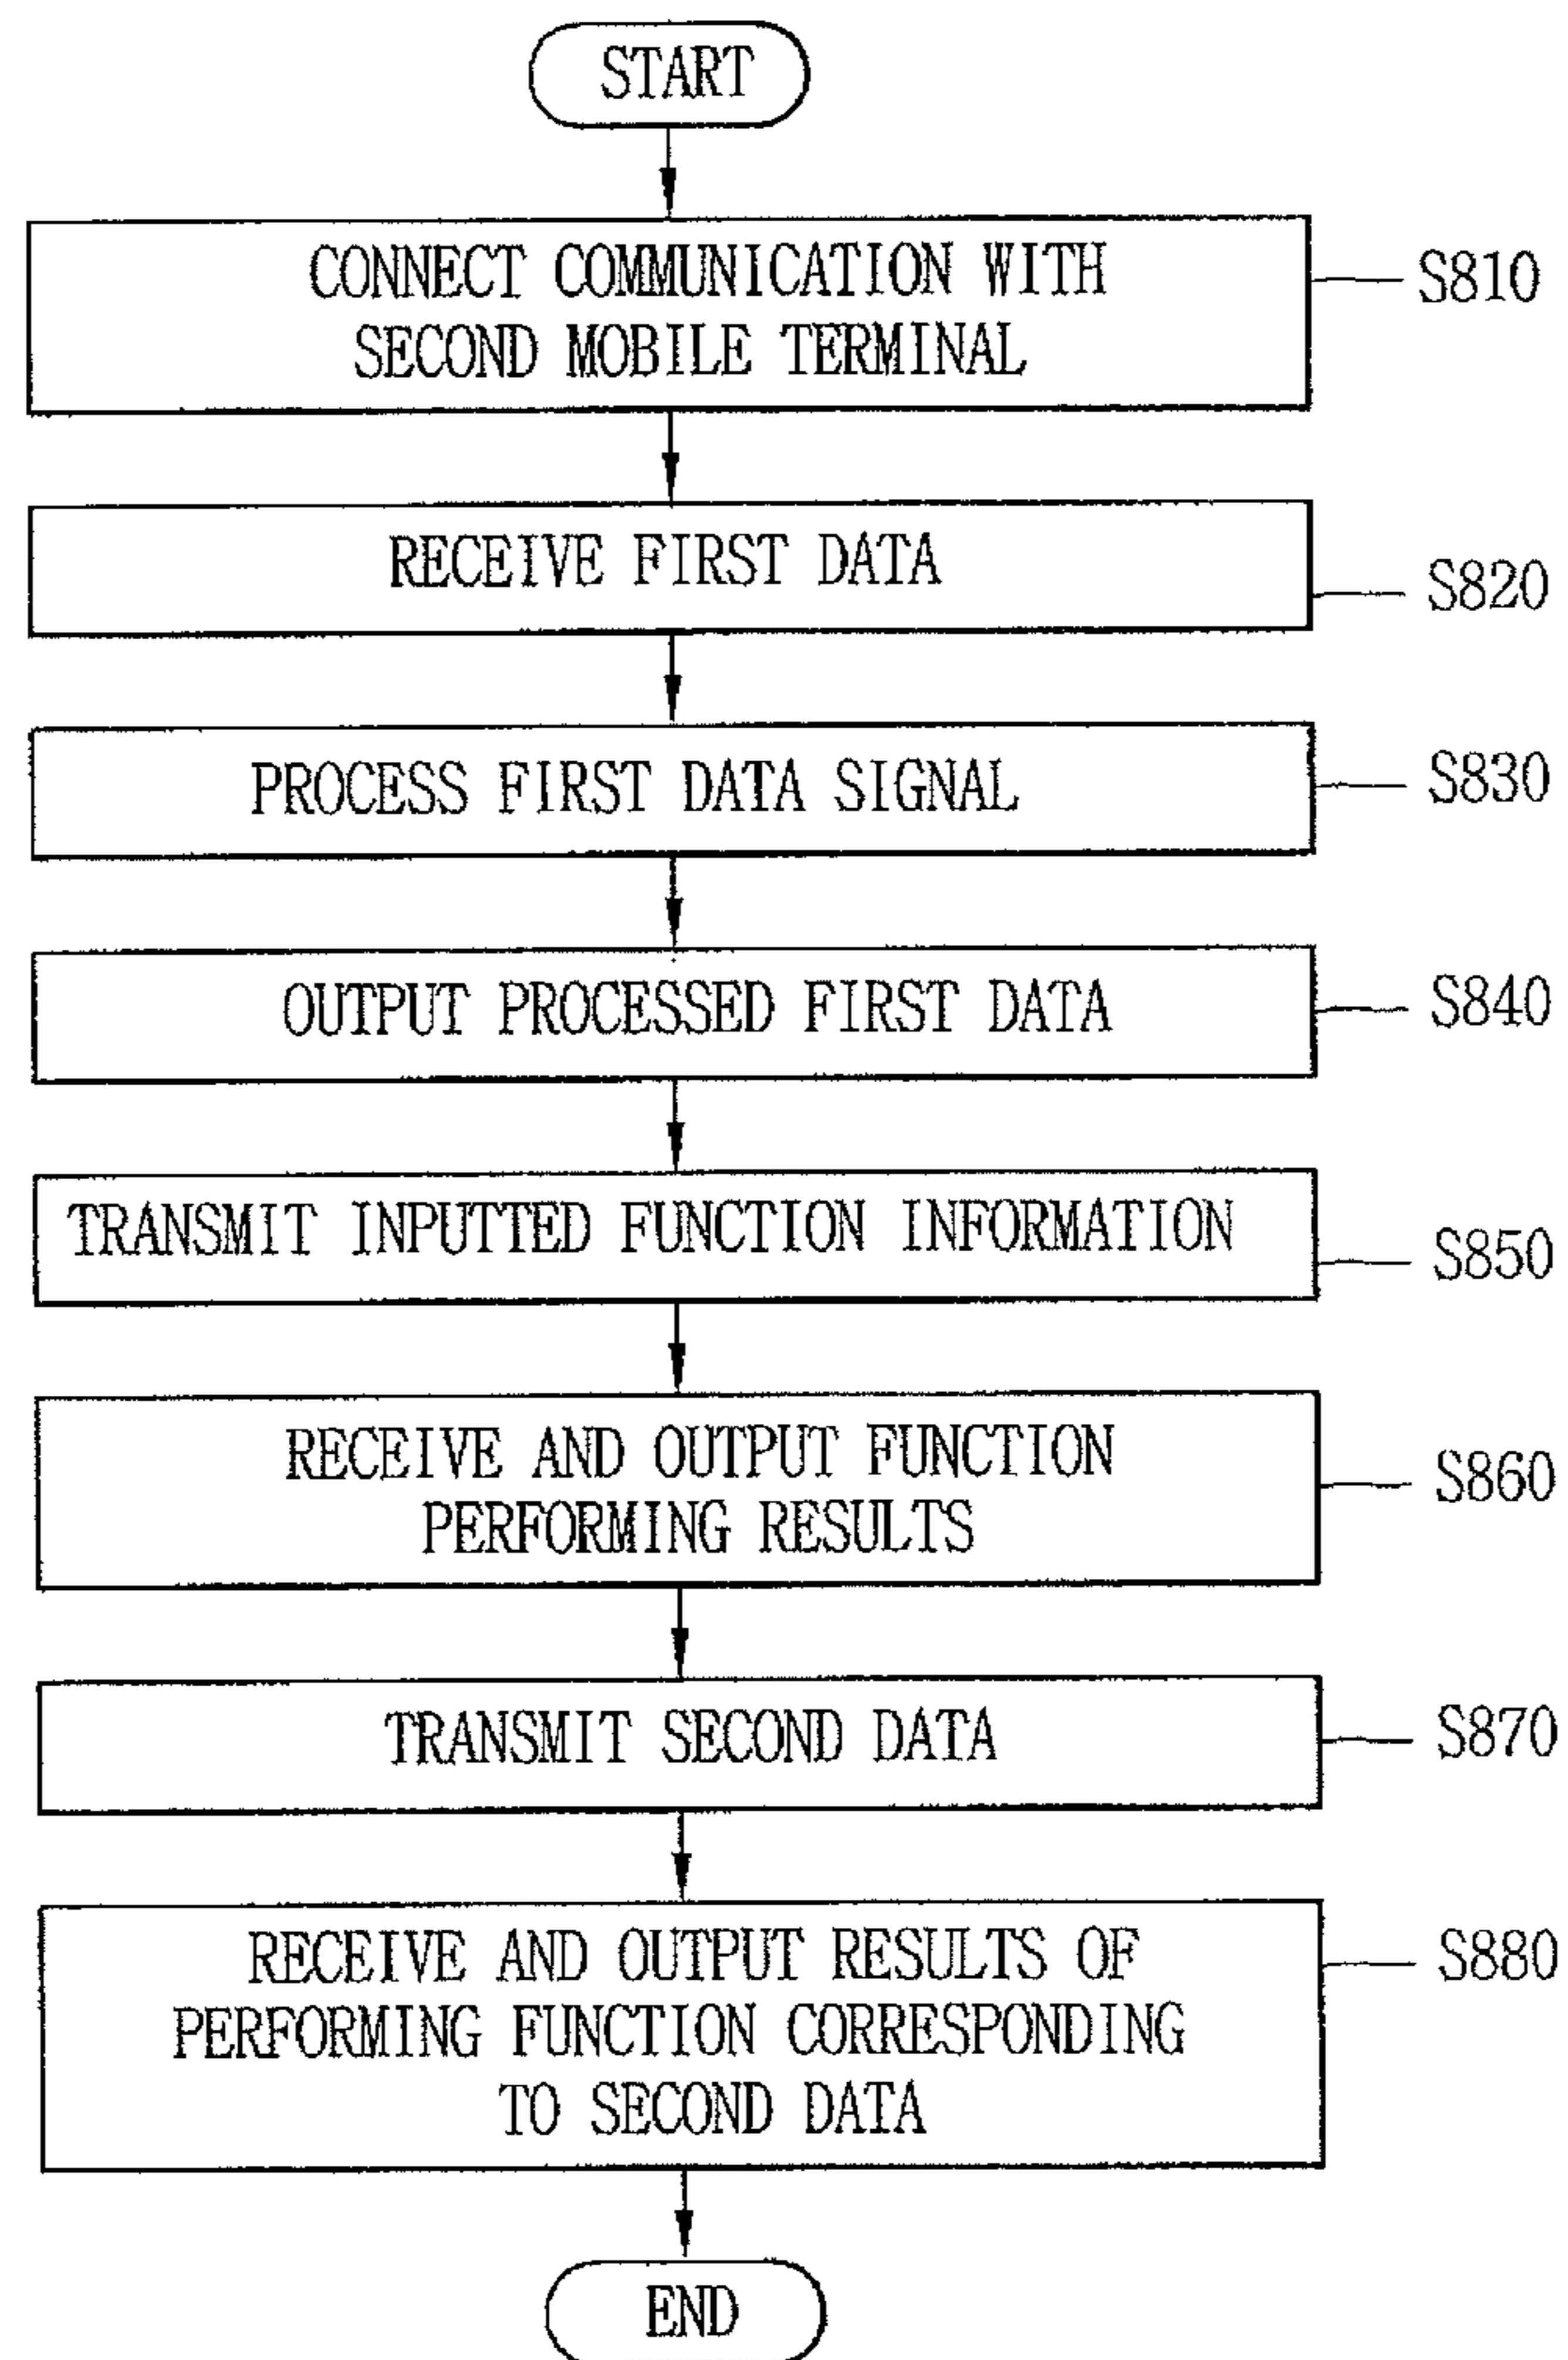 START
CONNECT COMMUNICATION WITH
SECOND MOBILE TERMINAL
S810
RECEIVE FIRST DATA
S820
PROCESS FIRST DATA SIGNAL
S830
OUTPUT PROCESSED FIRST DATA
S840
TRANSMIT INPUTTED FUNCTION INFORMATION
S850
RECEIVE AND OUTPUT FUNCTION
PERFORMING RESULTS
S860
TRANSMIT SECOND DATA
S870
RECEIVE AND OUTPUT RESULTS OF
PERFORMING FUNCTION CORRESPONDING
TO SECOND DATA
S880
END